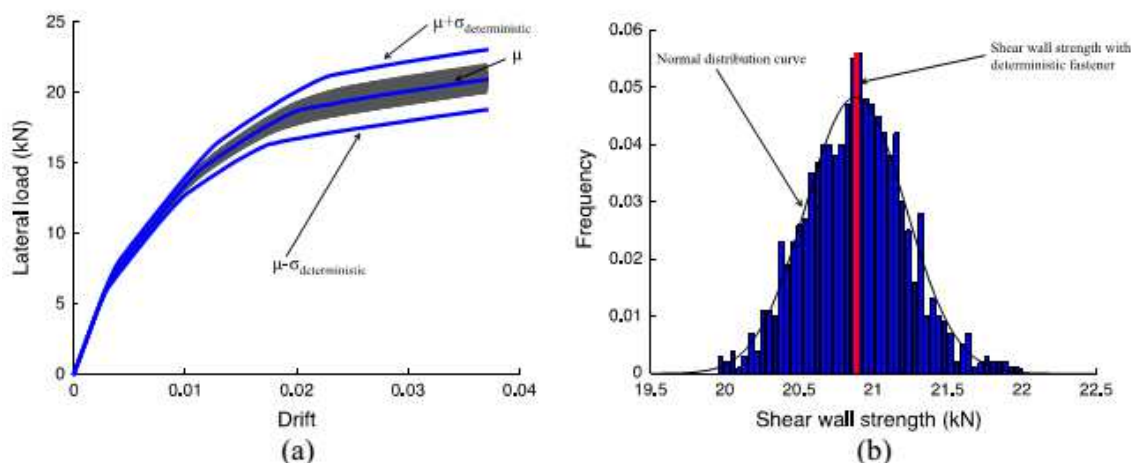 25
20
15
10
5
0
Lateral load (kN)
0
0.01
0.02
0.03
0.04
Drift
μ+σdeterministic
μ
μ-σdeterministic
(a)
0.06
0.05
0.04
0.03
0.02
0.01
0
Frequency
19.5
20
20.5
21
21.5
22
22.5
Shear wall strength (kN)
Normal distribution curve
Shear wall strength with
deterministic fastener
(b)